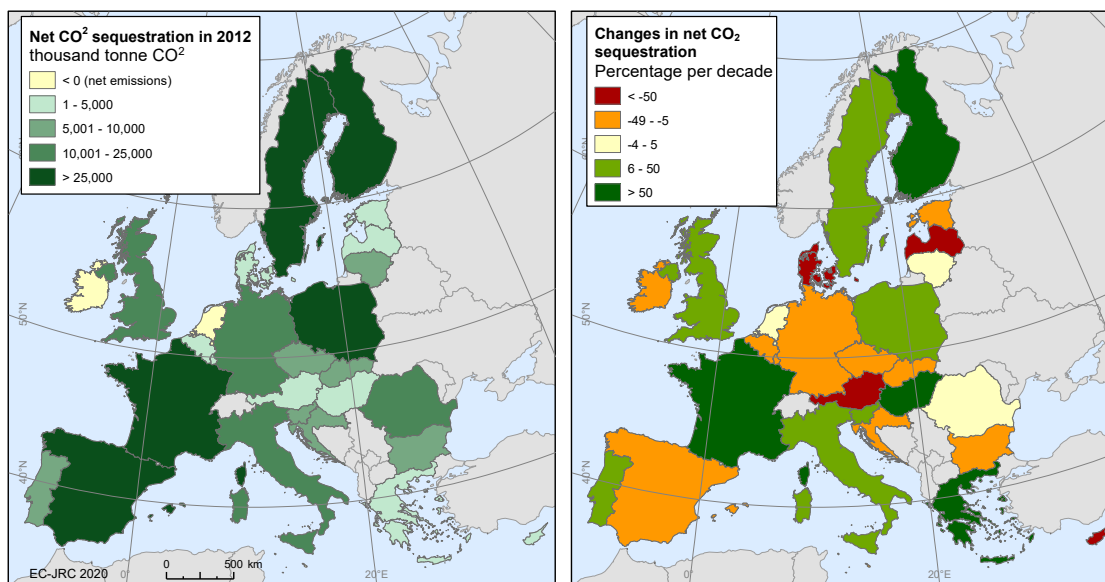 Net CO² sequestration in 2012
thousand tonne CO²
< 0 (net emissions)
1 - 5,000
5,001 - 10,000
10,001 - 25,000
> 25,000
50°N
40°N
EC-JRC 2020
0°
0
500 km
20°E
Changes in net CO₂
sequestration
Percentage per decade
< -50
-49 - -5
-4 - 5
6 - 50
> 50
50°N
40°N
0°
20°E